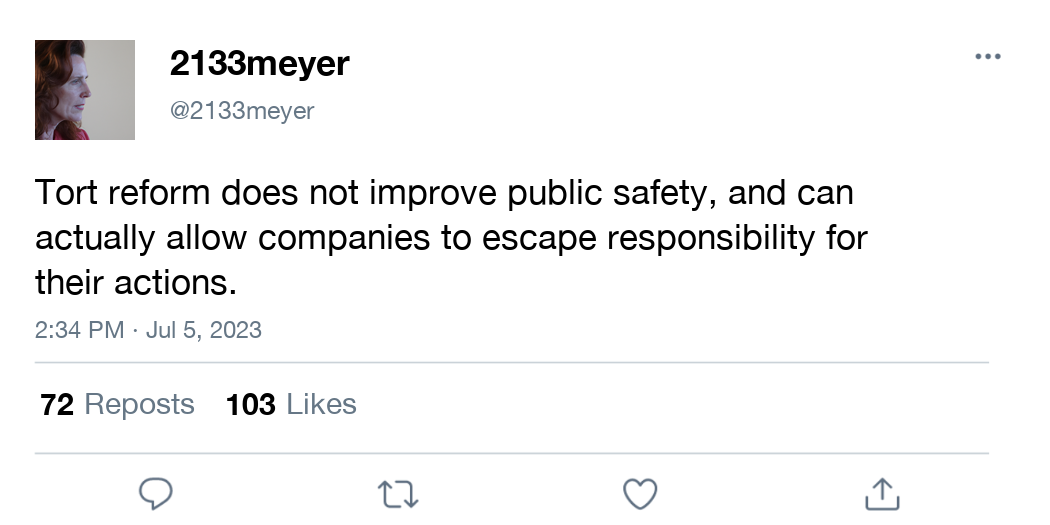 2133meyer
@2133meyer
Tort reform does not improve public safety, and can
actually allow companies to escape responsibility for
their actions.
2:34 PM · Jul 5, 2023
72 Reposts 103 Likes